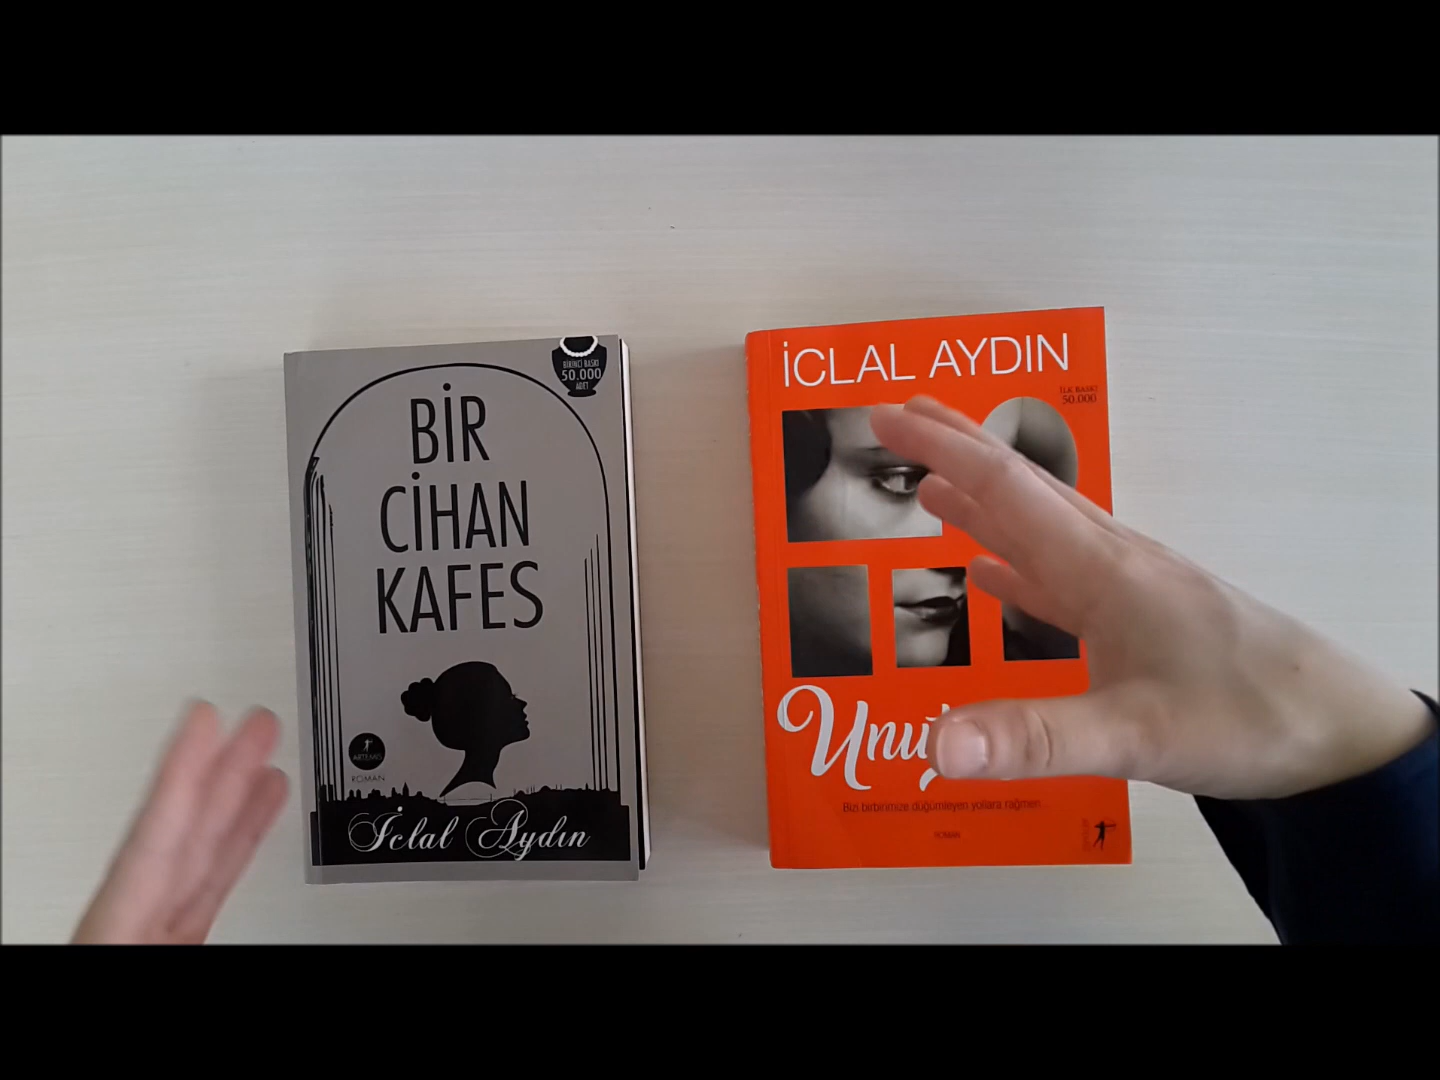 BİRİNCİ BASKI
50.000
ADET
BİR
CİHAN
KAFES
ARTEMİS
ROMAN
İclal Aydın
İCLAL AYDIN
İLK BASKI
50.000
Bizi birbirimize düğümleyen yollara rağmen
ROMAN